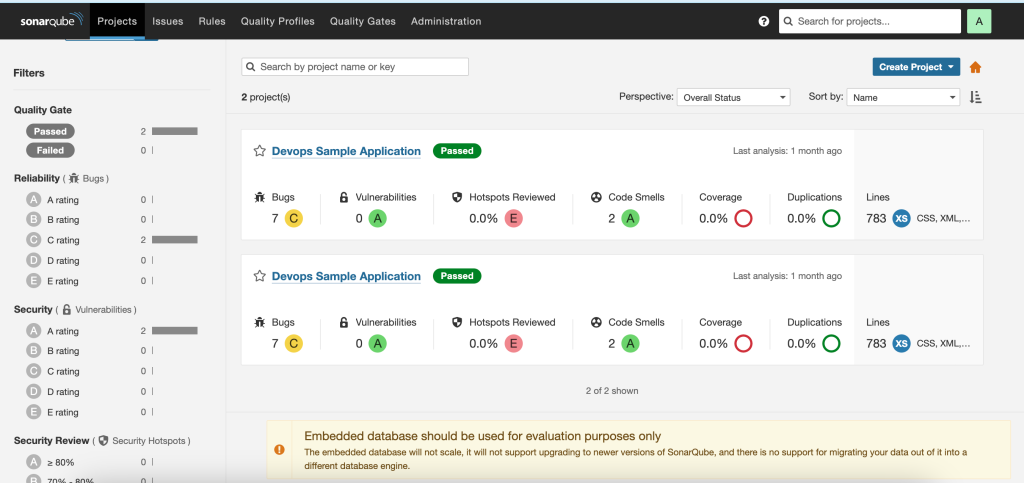 sonarqube Projects Issues Rules Quality Profiles Quality Gates Administration ? Search for projects... A
Filters
Quality Gate
Passed 2
Failed 0
Reliability ( Bugs )
A A rating 0
B B rating 0
C C rating 2
D D rating 0
E E rating 0
Security ( Vulnerabilities )
A A rating 2
B B rating 0
C C rating 0
D D rating 0
E E rating 0
Security Review ( Security Hotspots )
A ≥ 80% 0
70% - 80%
Search by project name or key Create Project
2 project(s) Perspective: Overall Status Sort by: Name
Devops Sample Application Passed Last analysis: 1 month ago
Bugs Vulnerabilities Hotspots Reviewed Code Smells Coverage Duplications Lines
7 C 0 A 0.0% E 2 A 0.0% 0.0% 783 XS CSS, XML,...
Devops Sample Application Passed Last analysis: 1 month ago
Bugs Vulnerabilities Hotspots Reviewed Code Smells Coverage Duplications Lines
7 C 0 A 0.0% E 2 A 0.0% 0.0% 783 XS CSS, XML,...
2 of 2 shown
Embedded database should be used for evaluation purposes only
The embedded database will not scale, it will not support upgrading to newer versions of SonarQube, and there is no support for migrating your data out of it into a
different database engine.